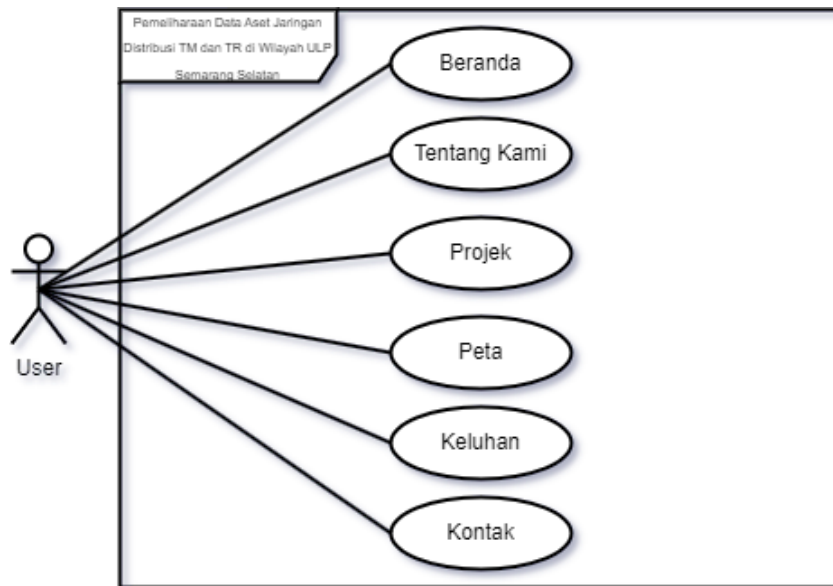 Pemeliharaan Data Aset Jaringan
Distribusi TM dan TR di Wilayah ULP
Semarang Selatan
Beranda
Tentang Kami
Projek
Peta
Keluhan
Kontak
User